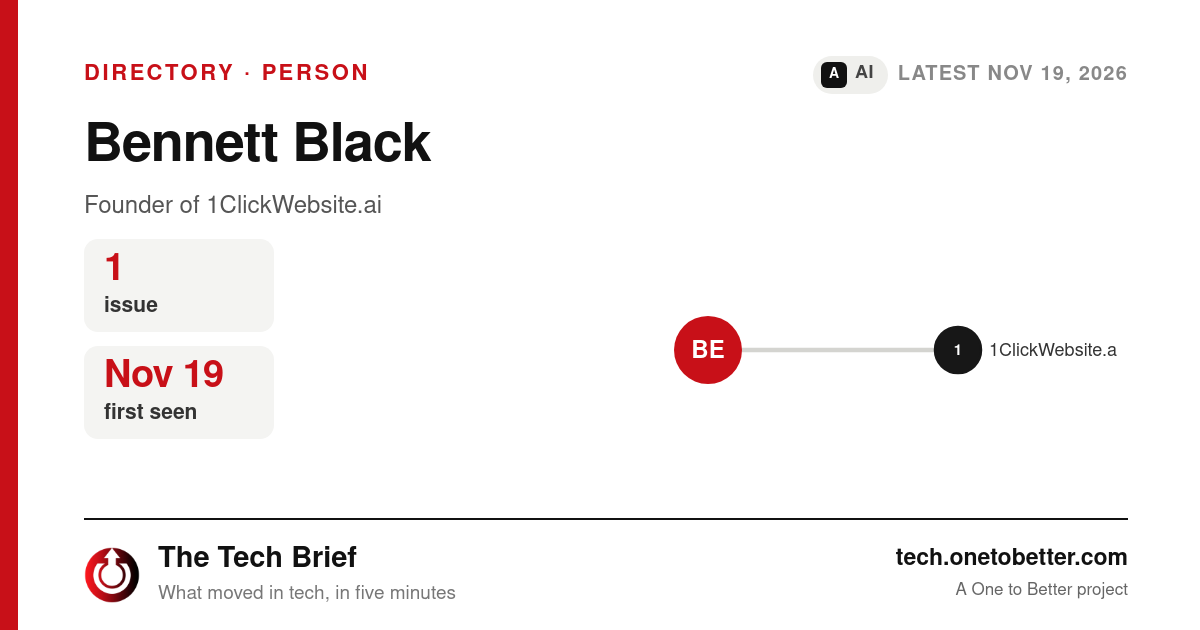 DIRECTORY · PERSON
A AI LATEST NOV 19, 2026
Bennett Black
Founder of 1ClickWebsite.ai
1
issue
Nov 19
first seen
BE
1 1ClickWebsite.a
The Tech Brief
What moved in tech, in five minutes
tech.onetobetter.com
A One to Better project